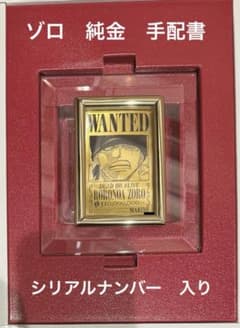 ゾロ　純金　手配書
WANTED
DEAD OR ALIVE
RORONOA ZORO
MARINE
シリアルナンバー　入り